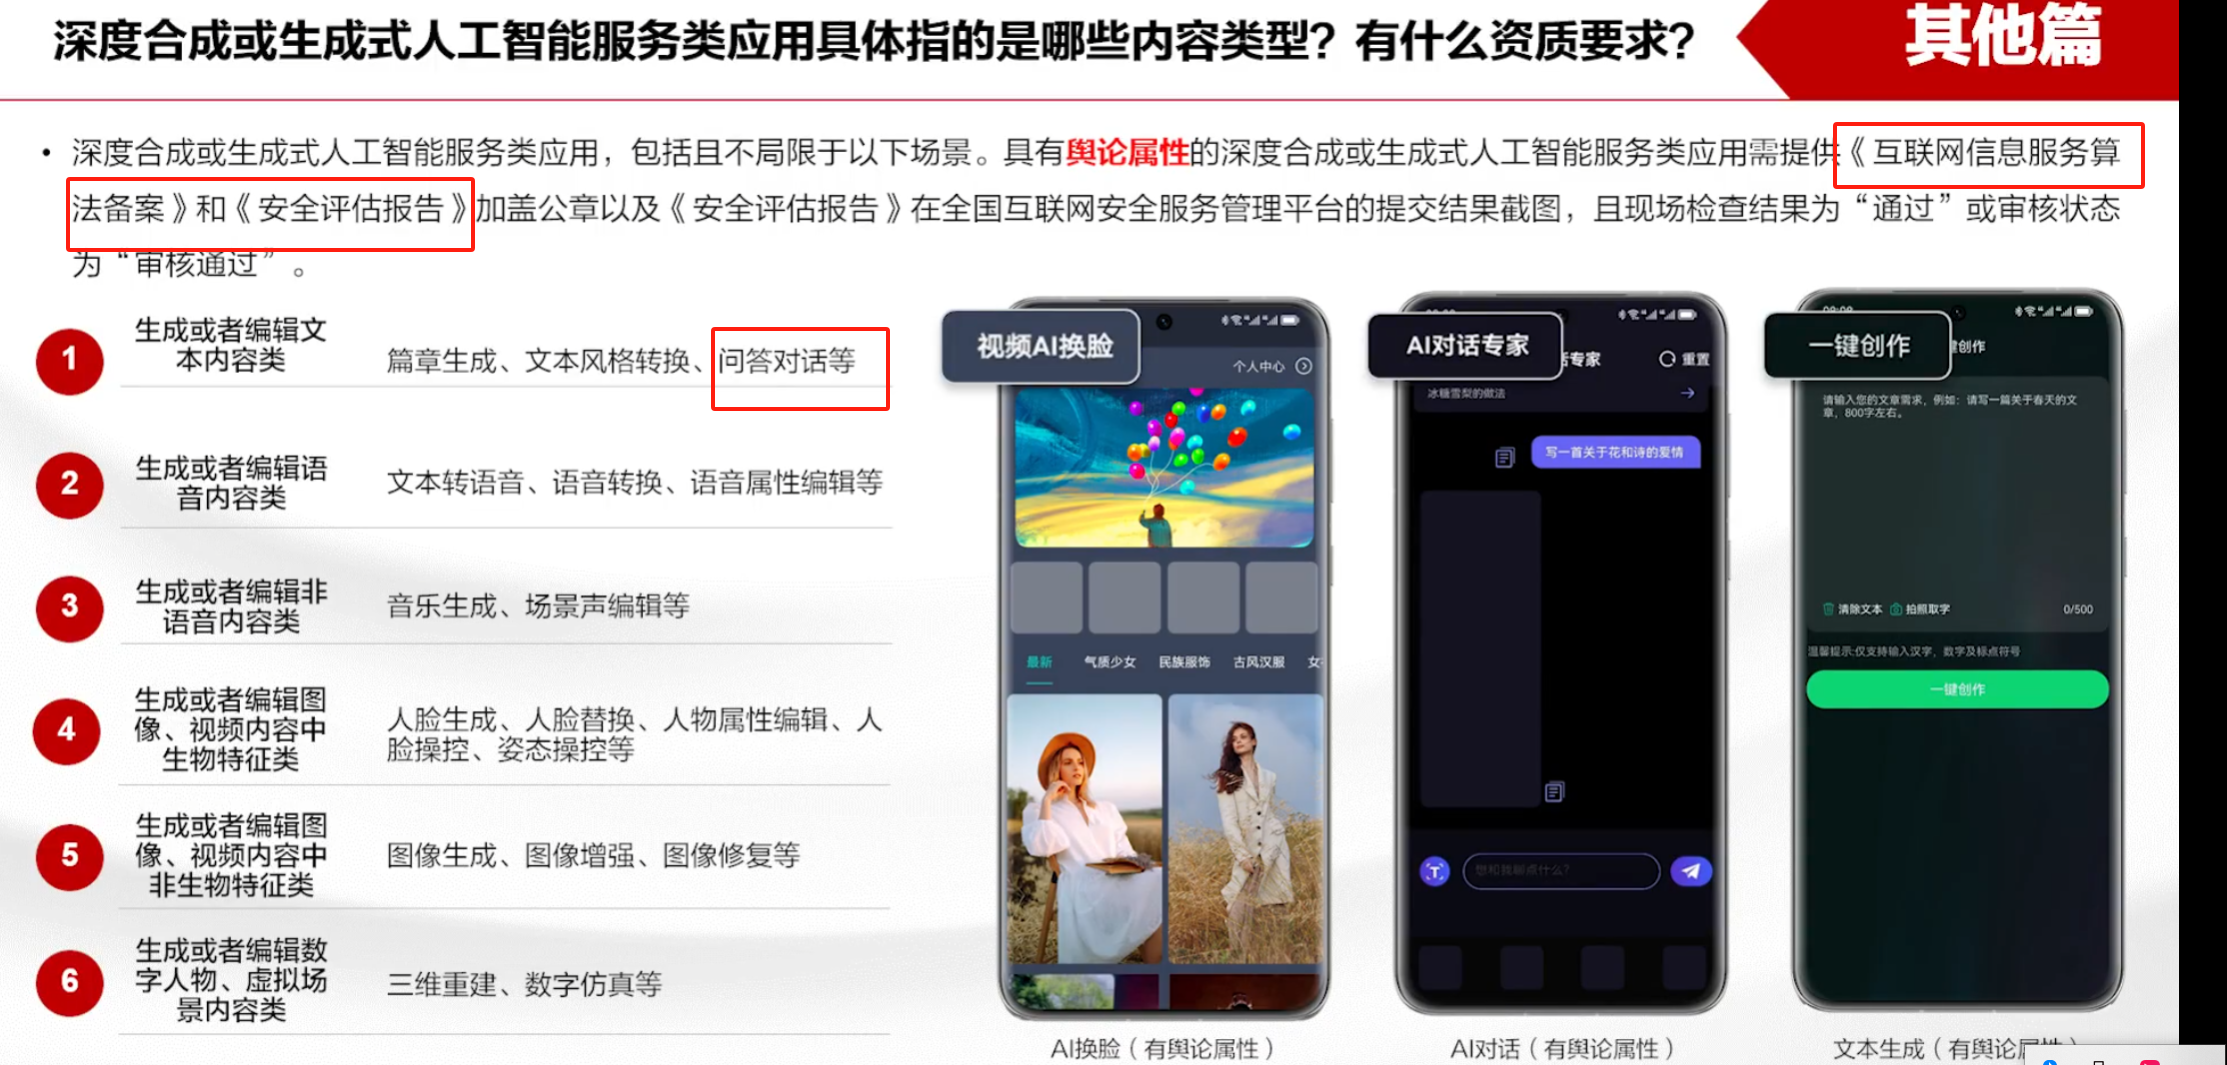 深度合成或生成式人工智能服务类应用具体指的是哪些内容类型？有什么资质要求？
其他篇
• 深度合成或生成式人工智能服务类应用，包括且不局限于以下场景。具有舆论属性的深度合成或生成式人工智能服务类应用需提供《互联网信息服务算
法备案》和《安全评估报告》加盖公章以及《安全评估报告》在全国互联网安全服务管理平台的提交结果截图，且现场检查结果为“通过”或审核状态
为“审核通过”。
1
生成或者编辑文
本内容类
篇章生成、文本风格转换、问答对话等
2
生成或者编辑语
音内容类
文本转语音、语音转换、语音属性编辑等
3
生成或者编辑非
语音内容类
音乐生成、场景声编辑等
4
生成或者编辑图
像、视频内容中
生物特征类
人脸生成、人脸替换、人物属性编辑、人
脸操控、姿态操控等
5
生成或者编辑图
像、视频内容中
非生物特征类
图像生成、图像增强、图像修复等
6
生成或者编辑数
字人物、虚拟场
景内容类
三维重建、数字仿真等
视频AI换脸
个人中心
最新 气质少女 民族服饰 古风汉服 女
AI换脸（有舆论属性）
AI对话专家
专家
重置
冰糖雪梨的做法
写一首关于花和诗的爱情
想和我聊点什么？
AI对话（有舆论属性）
一键创作
创作
请输入您的文章需求，例如：请写一篇关于春天的文
章，800字左右。
清除文本 拍照取字 0/500
温馨提示:仅支持输入汉字，数字及标点符号
一键创作
文本生成（有舆论属性）